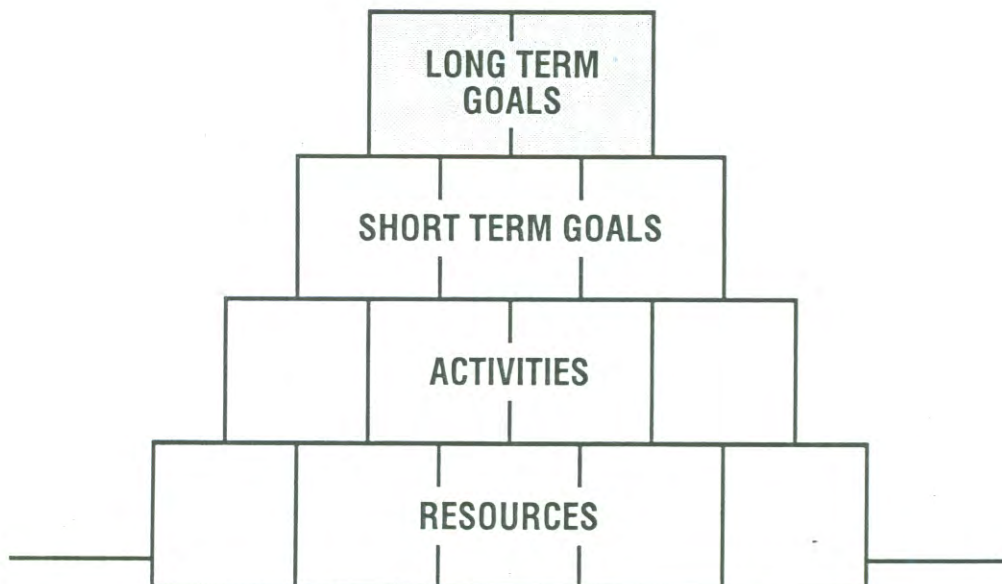 LONG TERM
GOALS
SHORT TERM GOALS
ACTIVITIES
RESOURCES